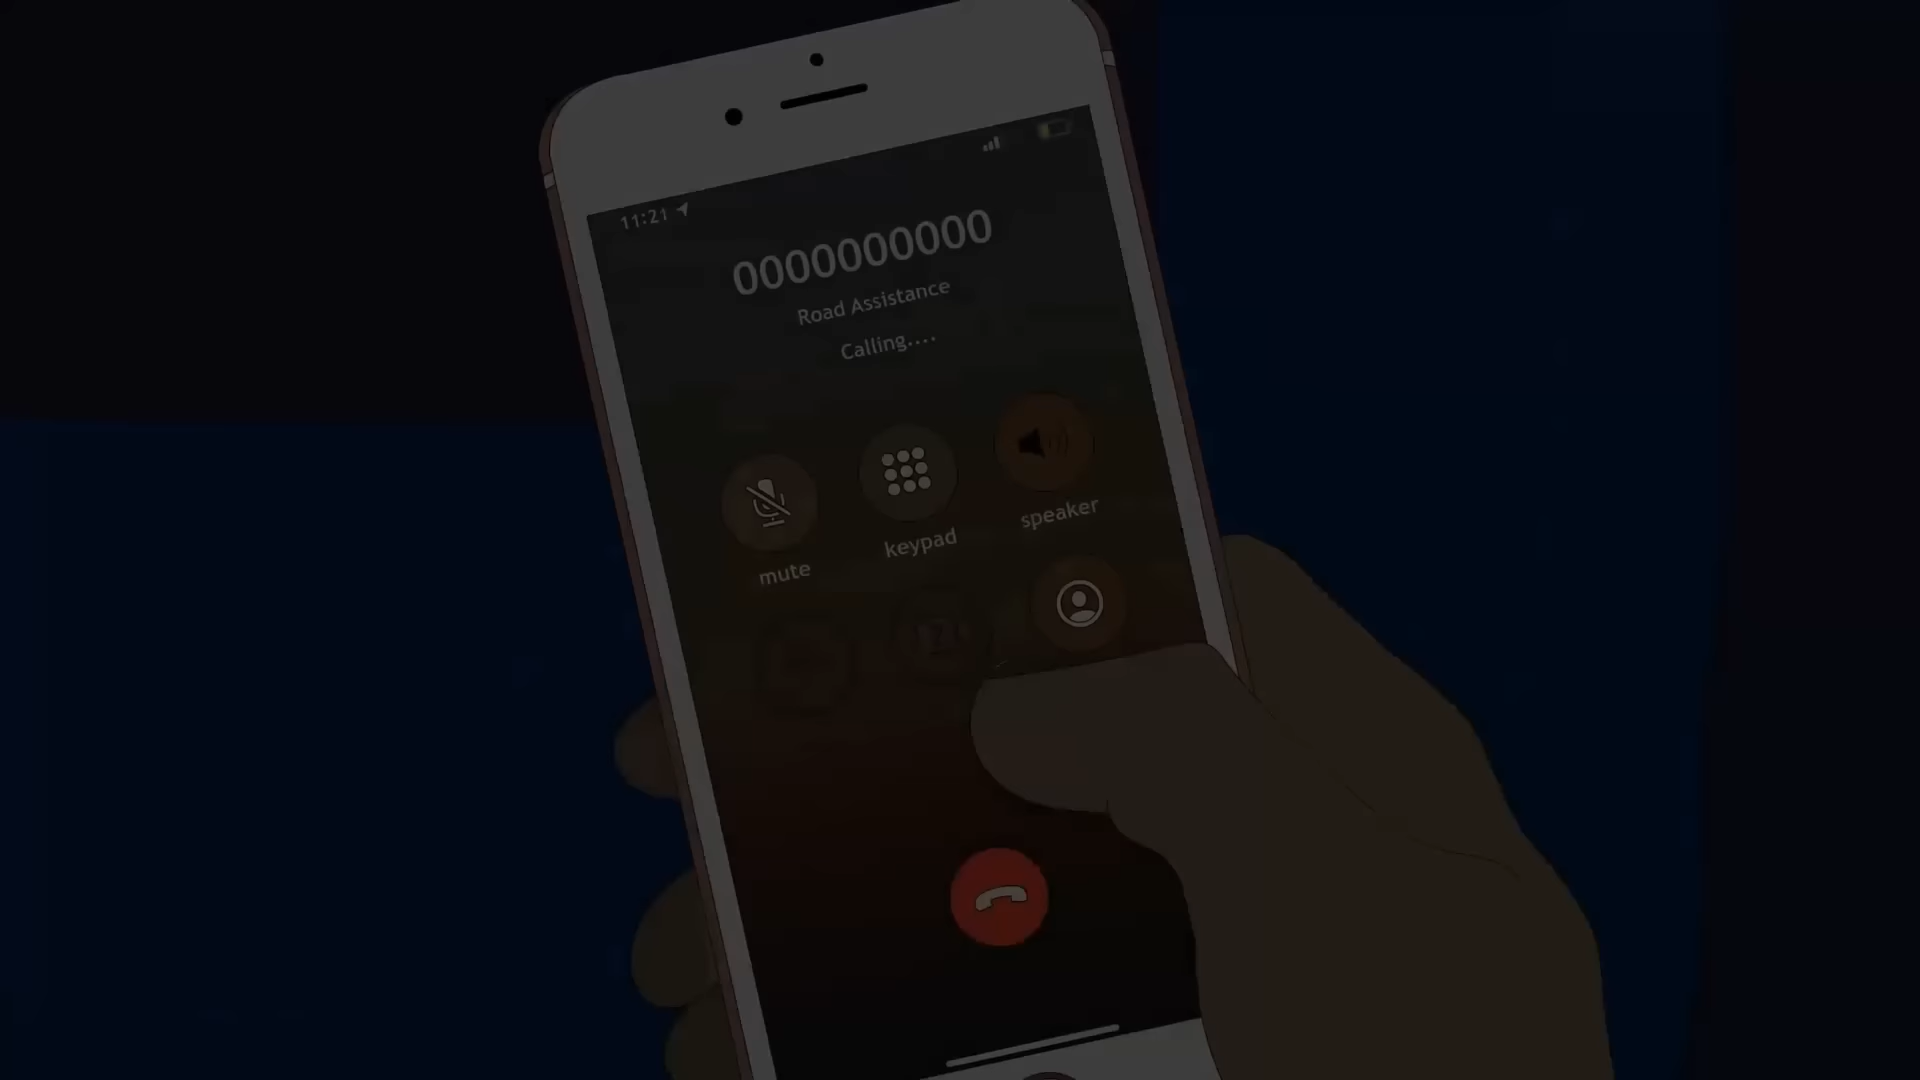 11:21
0000000000
Road Assistance
Calling....
mute
keypad
speaker